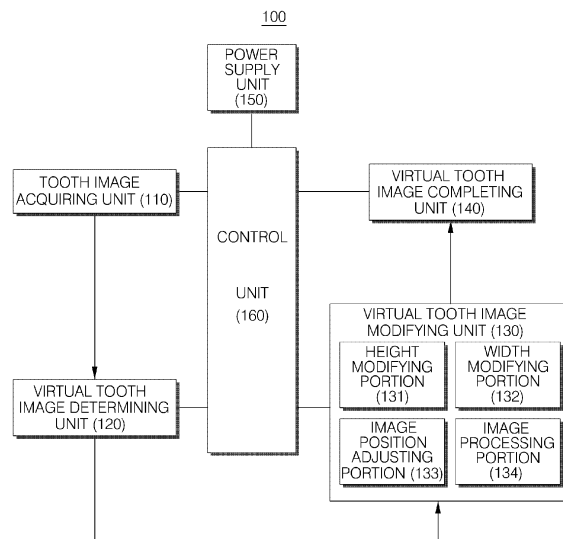 100
POWER
SUPPLY
UNIT
(150)
TOOTH IMAGE
ACQUIRING UNIT (110)
CONTROL
UNIT
(160)
VIRTUAL TOOTH
IMAGE COMPLETING
UNIT (140)
VIRTUAL TOOTH
IMAGE DETERMINING
UNIT (120)
VIRTUAL TOOTH IMAGE
MODIFYING UNIT (130)
HEIGHT
MODIFYING
PORTION
(131)
WIDTH
MODIFYING
PORTION
(132)
IMAGE
POSITION
ADJUSTING
PORTION (133)
IMAGE
PROCESSING
PORTION
(134)